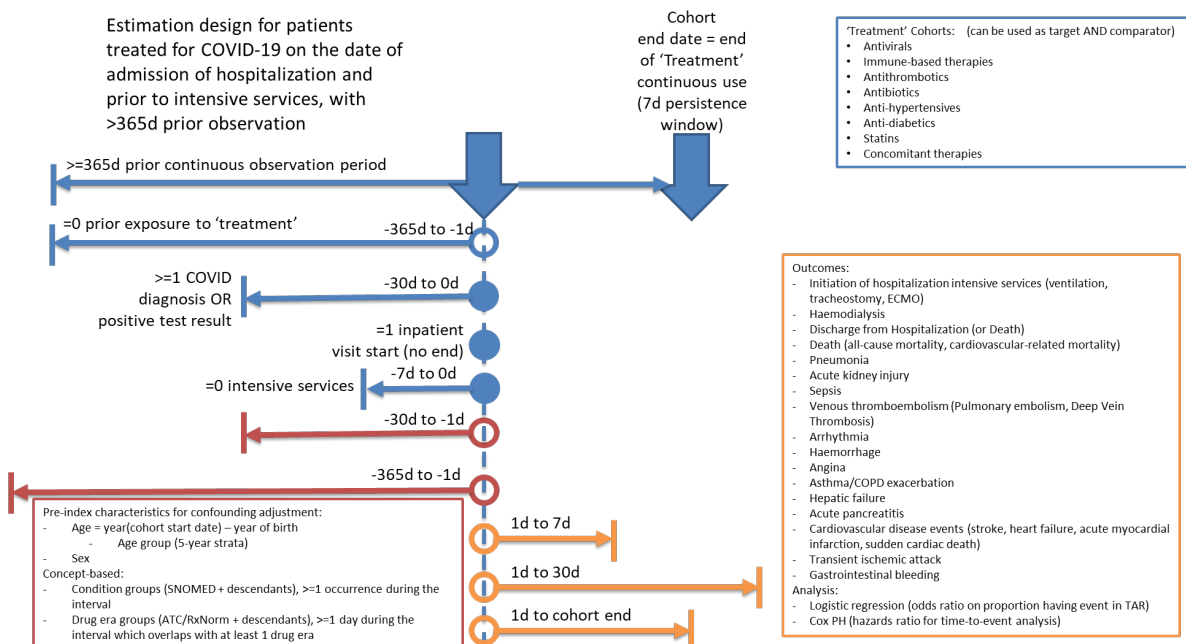 Estimation design for patients
treated for COVID-19 on the date of
admission of hospitalization and
prior to intensive services, with
>365d prior observation
Cohort
end date = end
of ‘Treatment’
continuous use
(7d persistence
window)
‘Treatment’ Cohorts: (can be used as target AND comparator)
• Antivirals
• Immune-based therapies
• Antithrombotics
• Antibiotics
• Anti-hypertensives
• Anti-diabetics
• Statins
• Concomitant therapies
>=365d prior continuous observation period
=0 prior exposure to ‘treatment’
-365d to -1d
>=1 COVID
diagnosis OR
positive test result
-30d to 0d
=1 inpatient
visit start (no end)
=0 intensive services
-7d to 0d
-30d to -1d
-365d to -1d
Pre-index characteristics for confounding adjustment:
- Age = year(cohort start date) – year of birth
- Age group (5-year strata)
- Sex
Concept-based:
- Condition groups (SNOMED + descendants), >=1 occurrence during the
interval
- Drug era groups (ATC/RxNorm + descendants), >=1 day during the
interval which overlaps with at least 1 drug era
1d to 7d
1d to 30d
1d to cohort end
Outcomes:
- Initiation of hospitalization intensive services (ventilation,
tracheostomy, ECMO)
- Haemodialysis
- Discharge from Hospitalization (or Death)
- Death (all-cause mortality, cardiovascular-related mortality)
- Pneumonia
- Acute kidney injury
- Sepsis
- Venous thromboembolism (Pulmonary embolism, Deep Vein
Thrombosis)
- Arrhythmia
- Haemorrhage
- Angina
- Asthma/COPD exacerbation
- Hepatic failure
- Acute pancreatitis
- Cardiovascular disease events (stroke, heart failure, acute myocardial
infarction, sudden cardiac death)
- Transient ischemic attack
- Gastrointestinal bleeding
Analysis:
- Logistic regression (odds ratio on proportion having event in TAR)
- Cox PH (hazards ratio for time-to-event analysis)